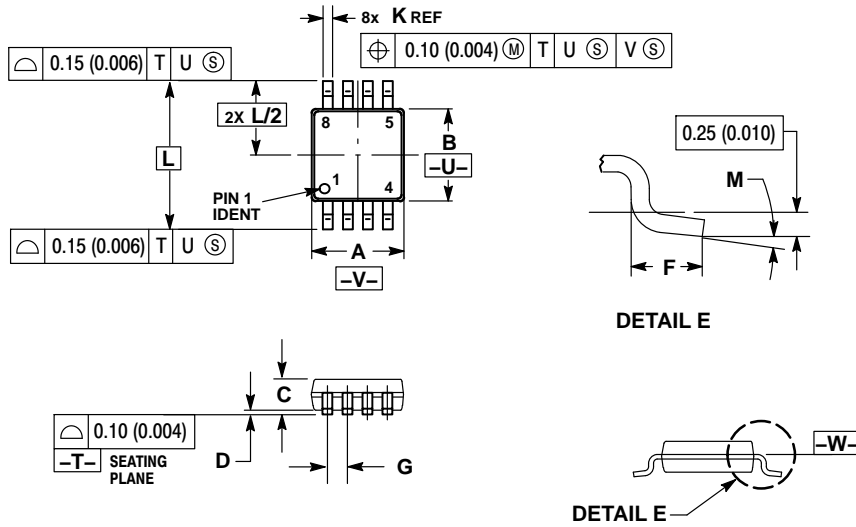 8x K REF
⌖ 0.10 (0.004) Ⓜ T U Ⓢ V Ⓢ
⌓ 0.15 (0.006) T U Ⓢ
2X L/2
8 5
B
–U–
L
PIN 1
IDENT
1 4
⌓ 0.15 (0.006) T U Ⓢ
A
–V–
0.25 (0.010)
M
F
DETAIL E
C
⌓ 0.10 (0.004)
–T– SEATING
PLANE
D
G
–W–
DETAIL E